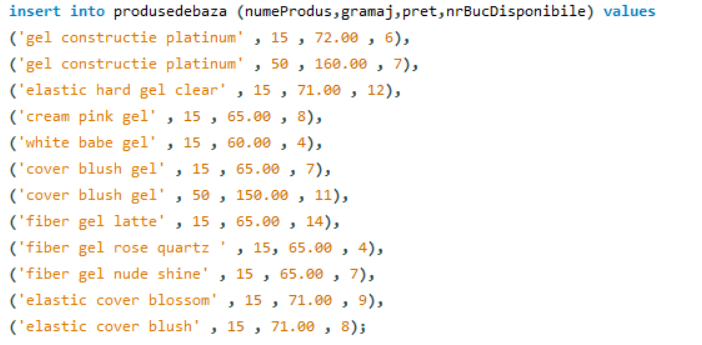 insert into produsedebaza (numeProdus,gramaj,pret,nrBucDisponibile) values
('gel constructie platinum' , 15 , 72.00 , 6),
('gel constructie platinum' , 50 , 160.00 , 7),
('elastic hard gel clear' , 15 , 71.00 , 12),
('cream pink gel' , 15 , 65.00 , 8),
('white babe gel' , 15 , 60.00 , 4),
('cover blush gel' , 15 , 65.00 , 7),
('cover blush gel' , 50 , 150.00 , 11),
('fiber gel latte' , 15 , 65.00 , 14),
('fiber gel rose quartz ' , 15, 65.00 , 4),
('fiber gel nude shine' , 15 , 65.00 , 7),
('elastic cover blossom' , 15 , 71.00 , 9),
('elastic cover blush' , 15 , 71.00 , 8);